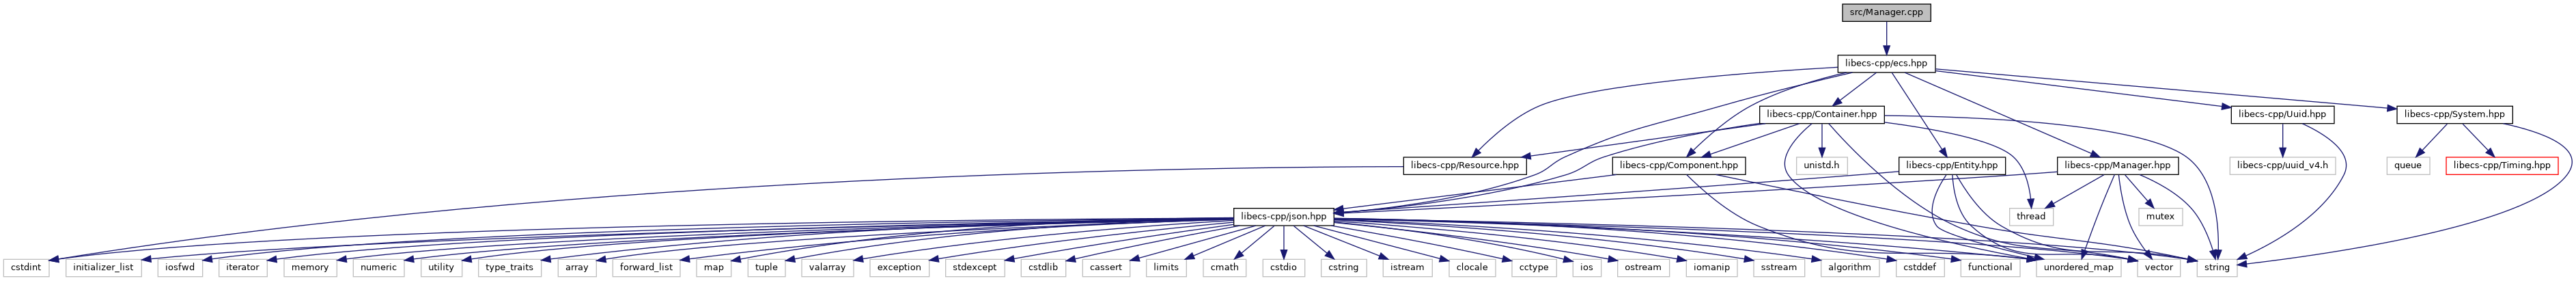 src/Manager.cpp
libecs-cpp/ecs.hpp
libecs-cpp/Container.hpp
libecs-cpp/Uuid.hpp
libecs-cpp/System.hpp
libecs-cpp/Resource.hpp
libecs-cpp/Component.hpp
unistd.h
libecs-cpp/Entity.hpp
libecs-cpp/Manager.hpp
libecs-cpp/uuid_v4.h
queue
libecs-cpp/Timing.hpp
libecs-cpp/json.hpp
thread
mutex
cstdint
initializer_list
iosfwd
iterator
memory
numeric
utility
type_traits
array
forward_list
map
tuple
valarray
exception
stdexcept
cstdlib
cassert
limits
cmath
cstdio
cstring
istream
clocale
cctype
ios
ostream
iomanip
sstream
algorithm
cstddef
functional
unordered_map
vector
string